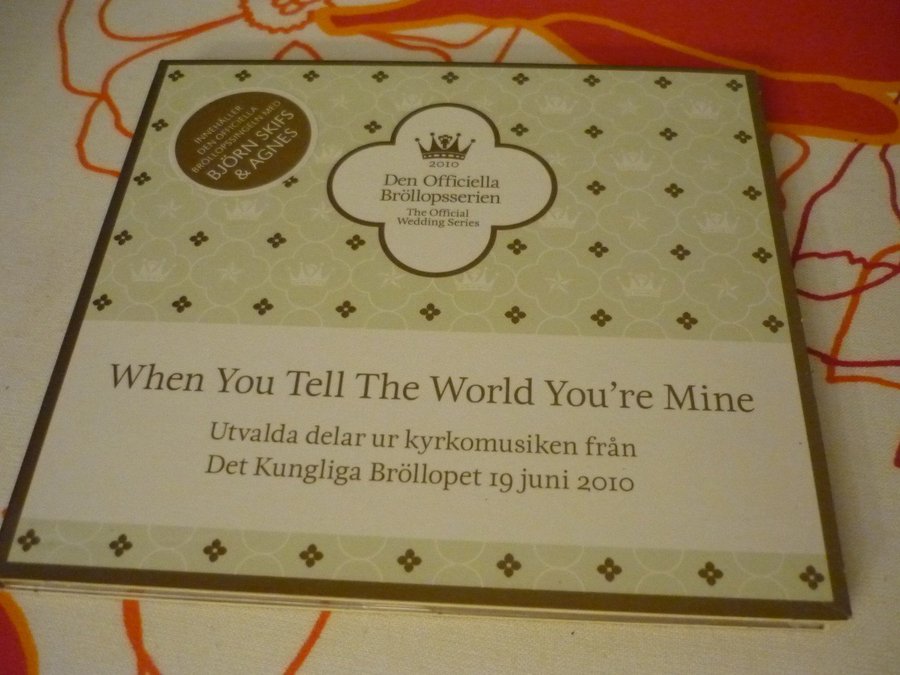 INNEHÅLLER
DEN OFFICIELLA
BRÖLLOPSSINGELN MED
BJÖRN SKIFS
& AGNES
2010
Den Officiella
Bröllopsserien
The Official
Wedding Series
When You Tell The World You're Mine
Utvalda delar ur kyrkomusiken från
Det Kungliga Bröllopet 19 juni 2010